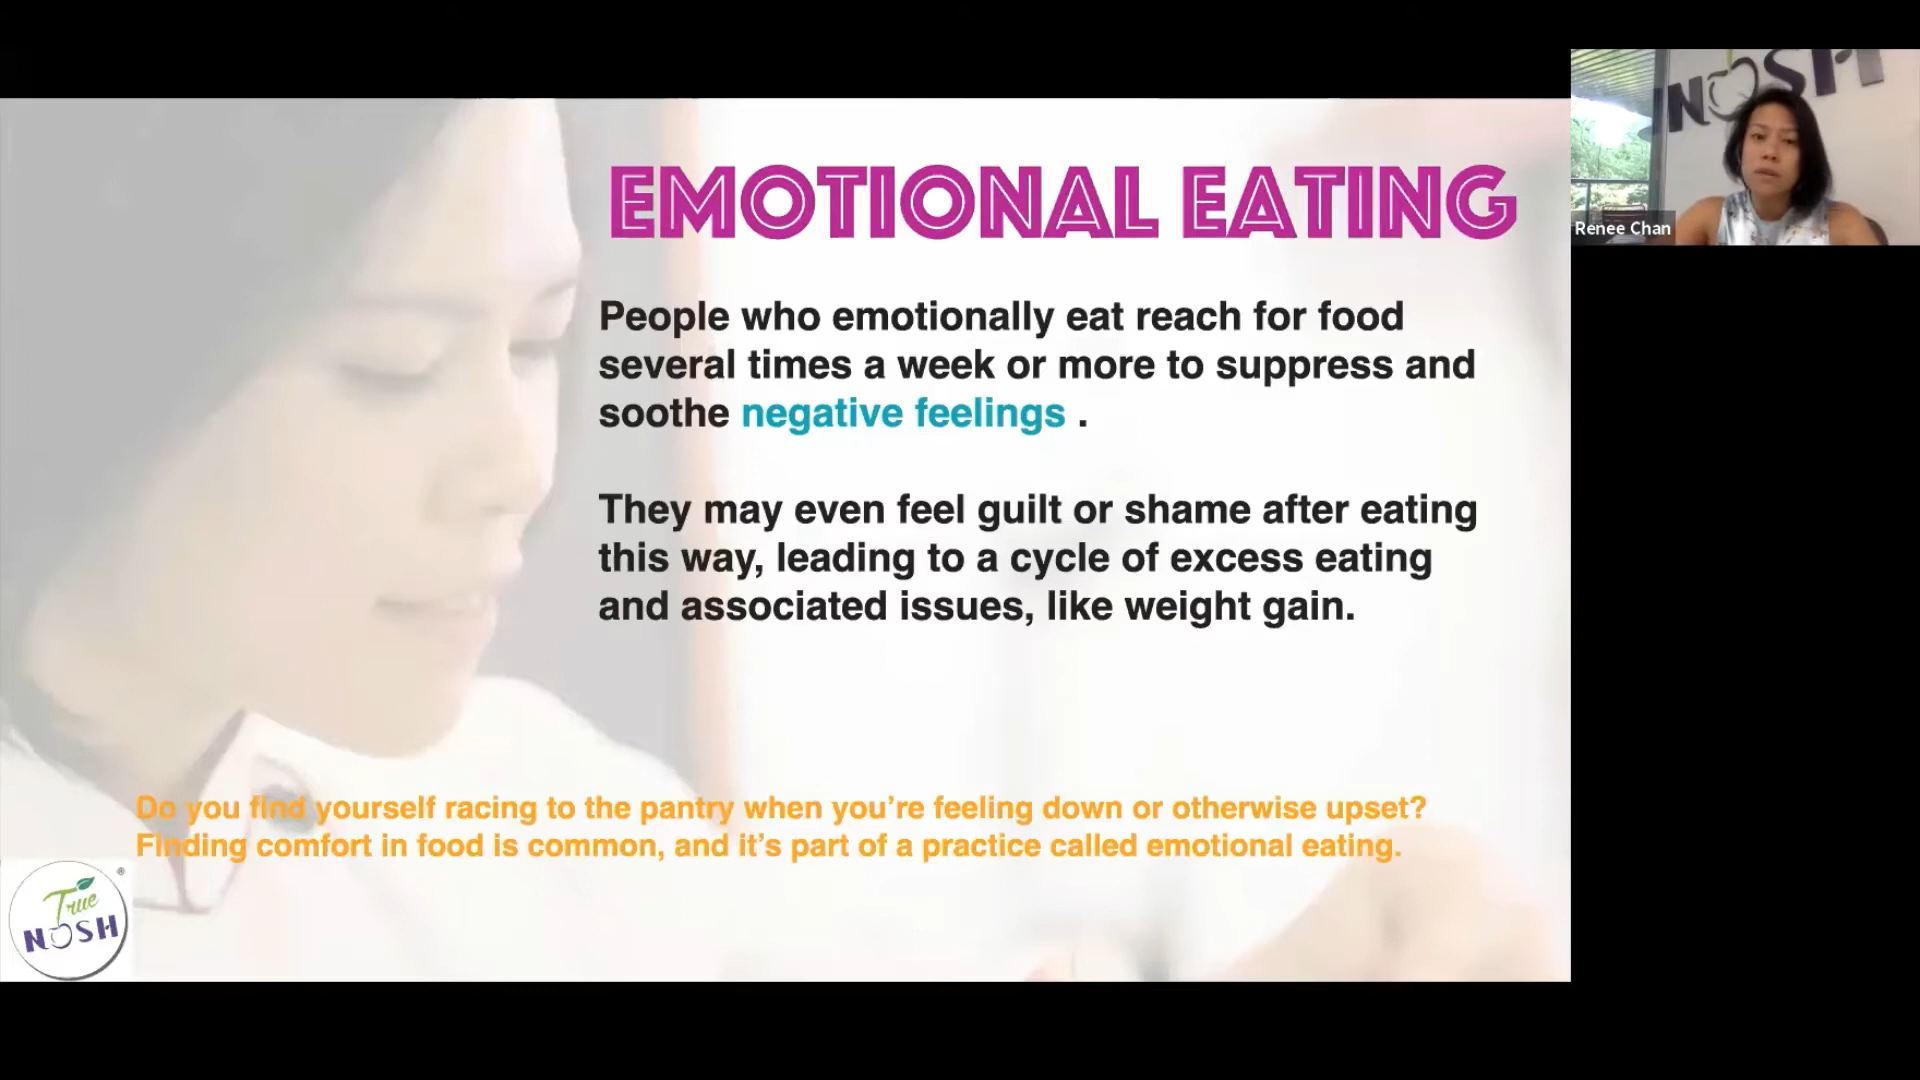 EMOTIONAL EATING
People who emotionally eat reach for food
several times a week or more to suppress and
soothe negative feelings .
They may even feel guilt or shame after eating
this way, leading to a cycle of excess eating
and associated issues, like weight gain.
Do you find yourself racing to the pantry when you’re feeling down or otherwise upset?
Finding comfort in food is common, and it’s part of a practice called emotional eating.
True
NOSH
®
NOSH
Renee Chan